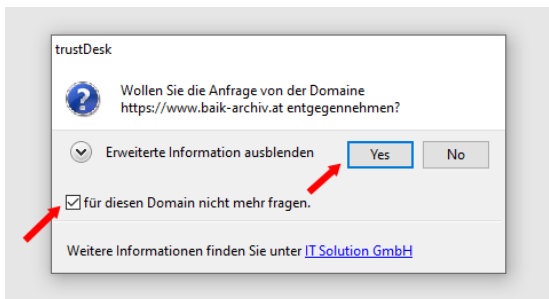 trustDesk
Wollen Sie die Anfrage von der Domaine
https://www.baik-archiv.at entgegennehmen?
Erweiterte Information ausblenden
Yes
No
für diesen Domain nicht mehr fragen.
Weitere Informationen finden Sie unter IT Solution GmbH